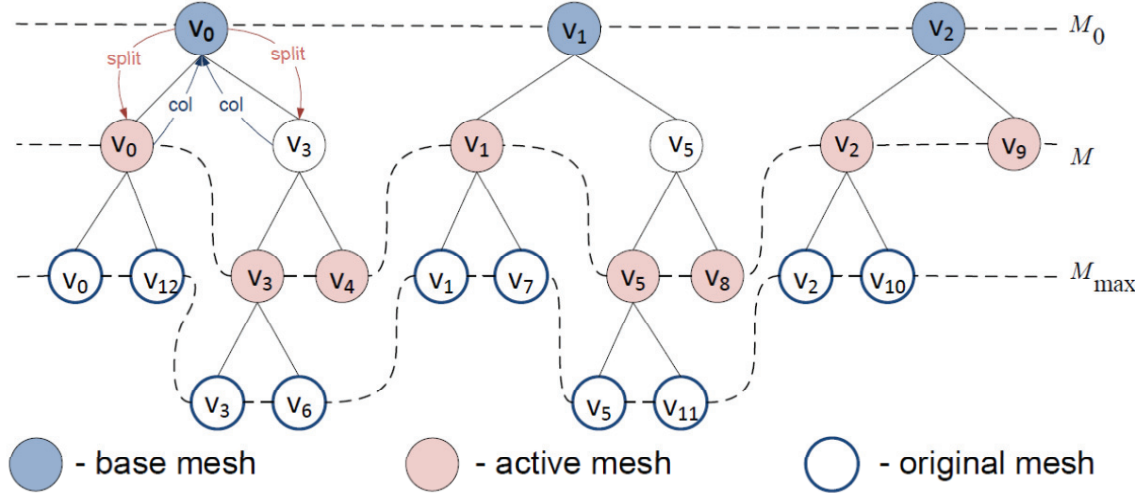 V0 V1 V2 M0
split split
col col
V0 V3 V1 V5 V2 V9 M
V0 V12 V3 V4 V1 V7 V5 V8 V2 V10 Mmax
V3 V6 V5 V11
- base mesh - active mesh - original mesh